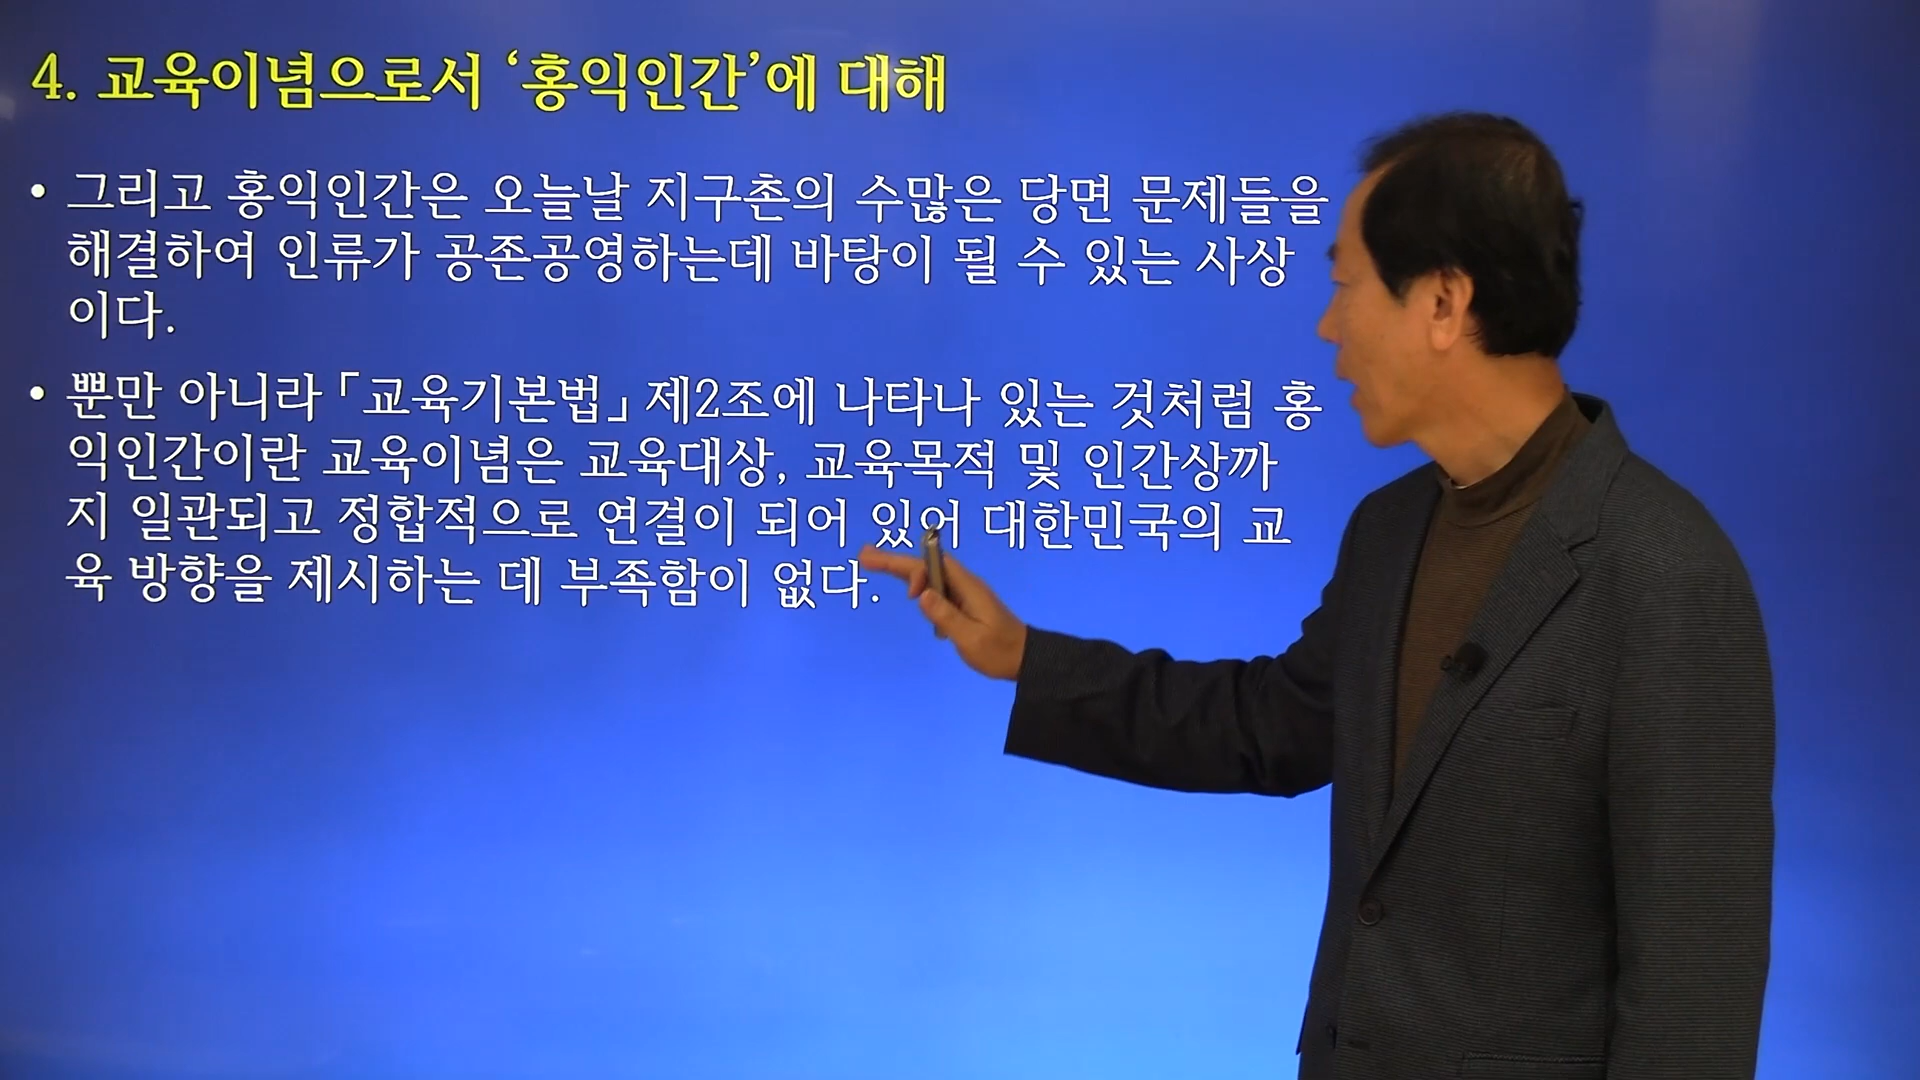 4. 교육이념으로서 ‘홍익인간’에 대해
• 그리고 홍익인간은 오늘날 지구촌의 수많은 당면 문제들을
해결하여 인류가 공존공영하는데 바탕이 될 수 있는 사상
이다.
• 뿐만 아니라 「교육기본법」 제2조에 나타나 있는 것처럼 홍
익인간이란 교육이념은 교육대상, 교육목적 및 인간상까
지 일관되고 정합적으로 연결이 되어 있어 대한민국의 교
육 방향을 제시하는 데 부족함이 없다.